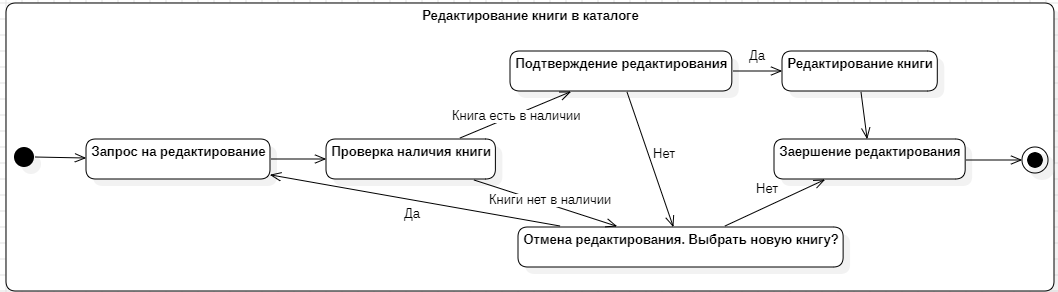 Редактирование книги в каталоге
Подтверждение редактирования
Да
Редактирование книги
Книга есть в наличии
Запрос на редактирование
Проверка наличия книги
Нет
Заершение редактирования
Книги нет в наличии
Нет
Да
Отмена редактирования. Выбрать новую книгу?